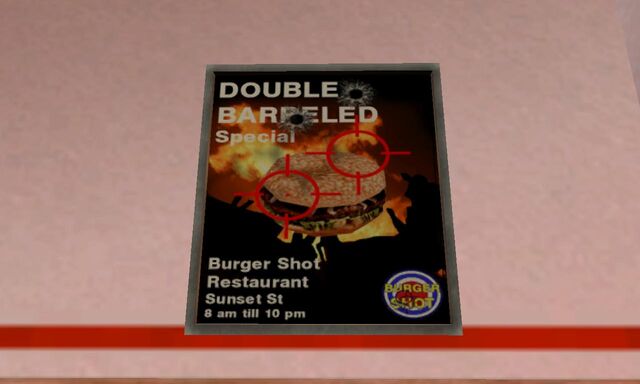 DOUBLE
BARRELED
Special
Burger Shot
Restaurant
Sunset St
8 am till 10 pm
BURGER
SHOT